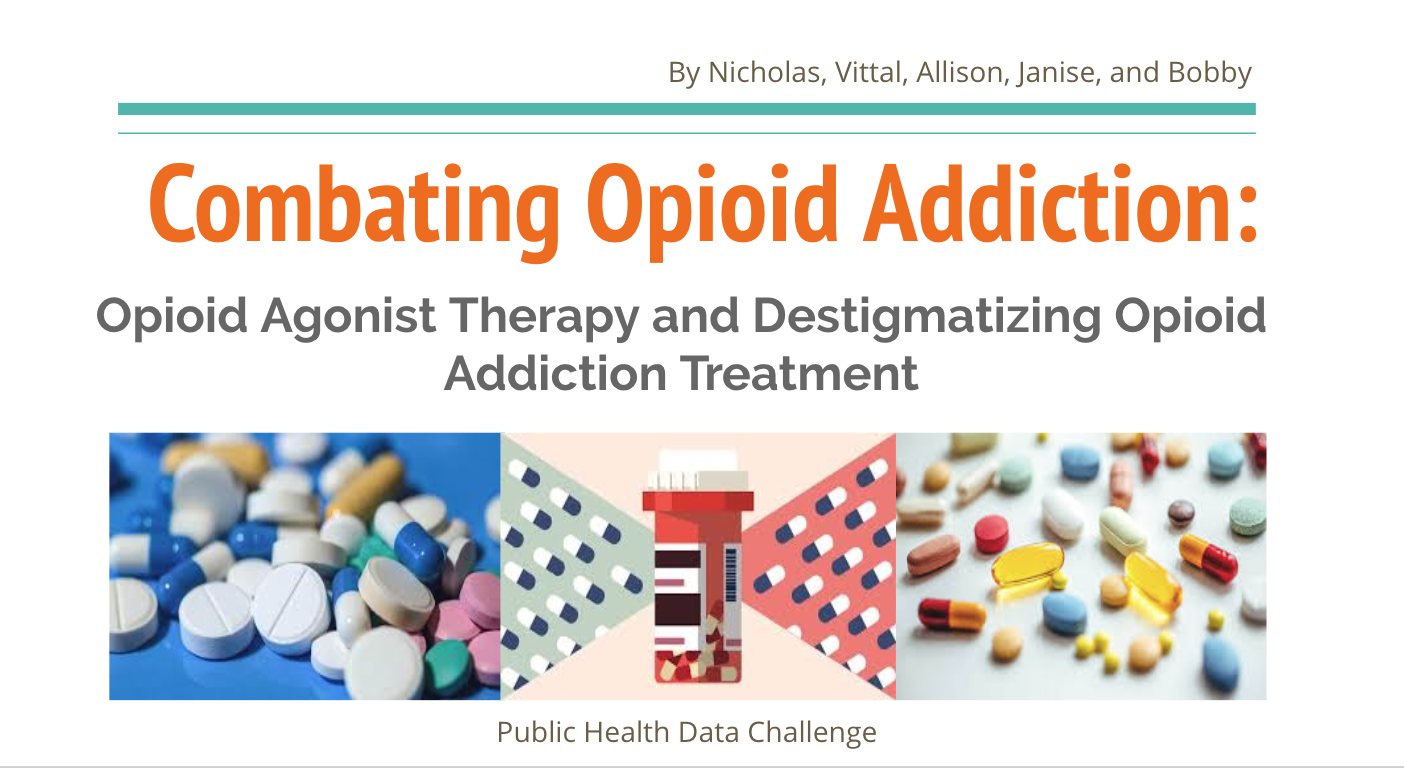 By Nicholas, Vittal, Allison, Janise, and Bobby
Combating Opioid Addiction:
Opioid Agonist Therapy and Destigmatizing Opioid
Addiction Treatment
Public Health Data Challenge